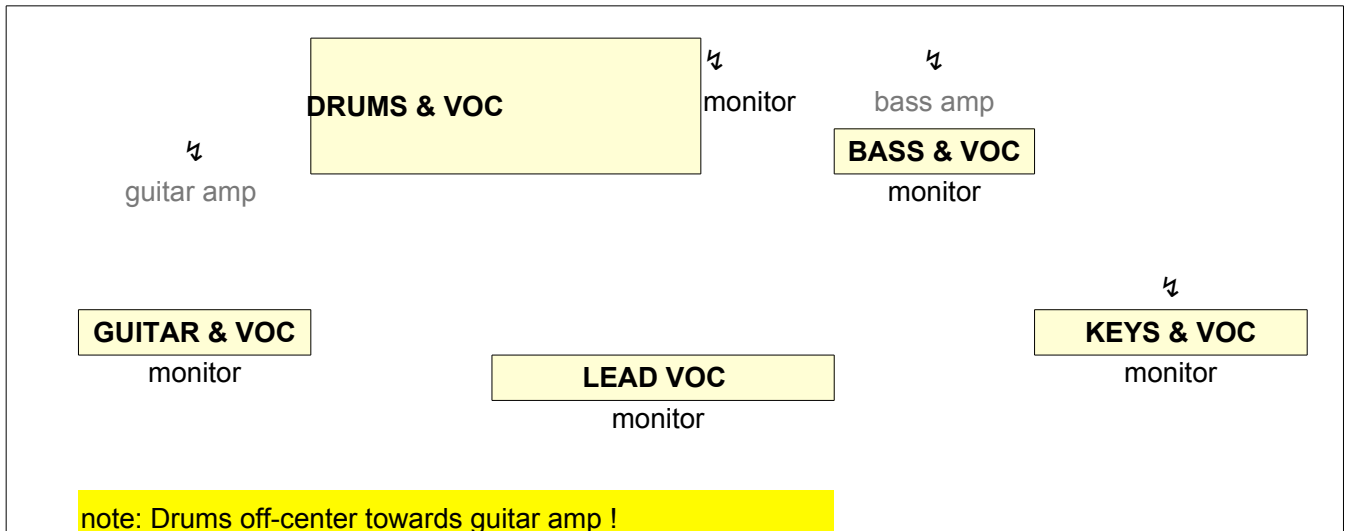 ↯ ↯
DRUMS & VOC monitor bass amp
↯ BASS & VOC
guitar amp monitor
↯
GUITAR & VOC KEYS & VOC
monitor LEAD VOC monitor
monitor
note: Drums off-center towards guitar amp !